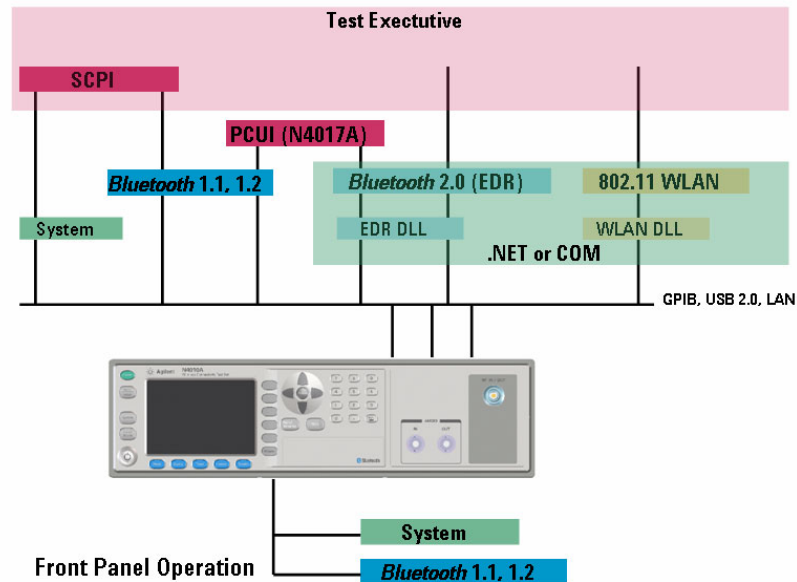 Test Exectutive
SCPI
PCUI (N4017A)
Bluetooth 1.1, 1.2
Bluetooth 2.0 (EDR)
802.11 WLAN
System
EDR DLL
WLAN DLL
.NET or COM
GPIB, USB 2.0, LAN
Agilent N4010A
Bluetooth
System
Front Panel Operation
Bluetooth 1.1, 1.2